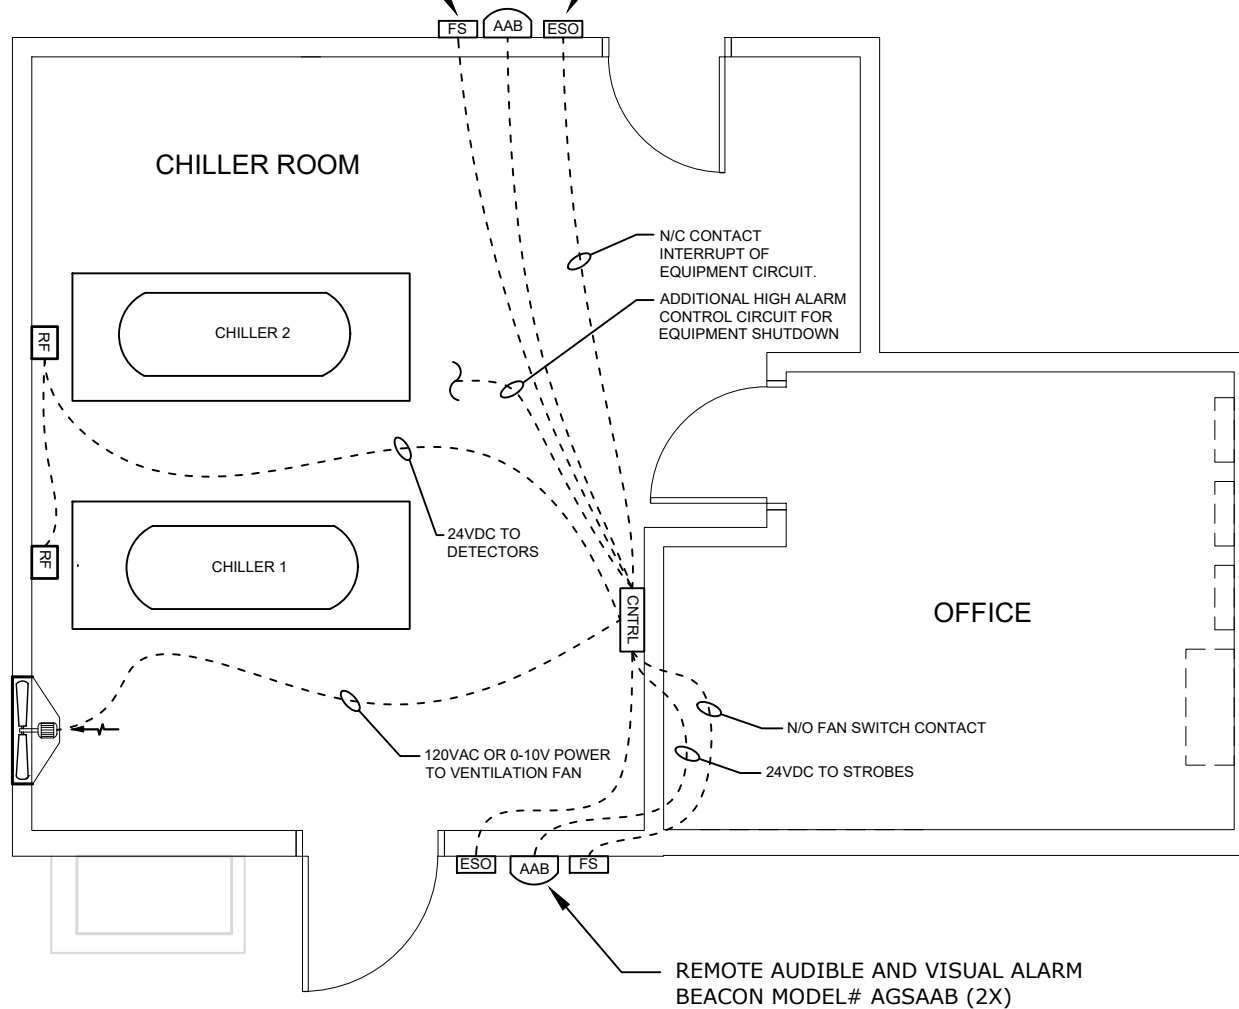 FS
AAB
ESO
CHILLER ROOM
N/C CONTACT
INTERRUPT OF
EQUIPMENT CIRCUIT.
ADDITIONAL HIGH ALARM
CONTROL CIRCUIT FOR
EQUIPMENT SHUTDOWN
RF
CHILLER 2
24VDC TO
DETECTORS
RF
CHILLER 1
CNTRL
OFFICE
N/O FAN SWITCH CONTACT
120VAC OR 0-10V POWER
TO VENTILATION FAN
24VDC TO STROBES
ESO
AAB
FS
REMOTE AUDIBLE AND VISUAL ALARM
BEACON MODEL# AGSAAB (2X)